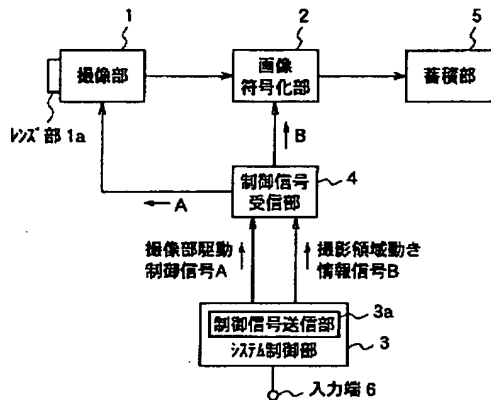 1
2
5
撮像部
画像
符号化部
蓄積部
レンズ部 1a
B
A
制御信号
受信部
4
撮像部駆動
制御信号A
撮影領域動き
情報信号B
3a
制御信号送信部
システム制御部
3
入力端 6